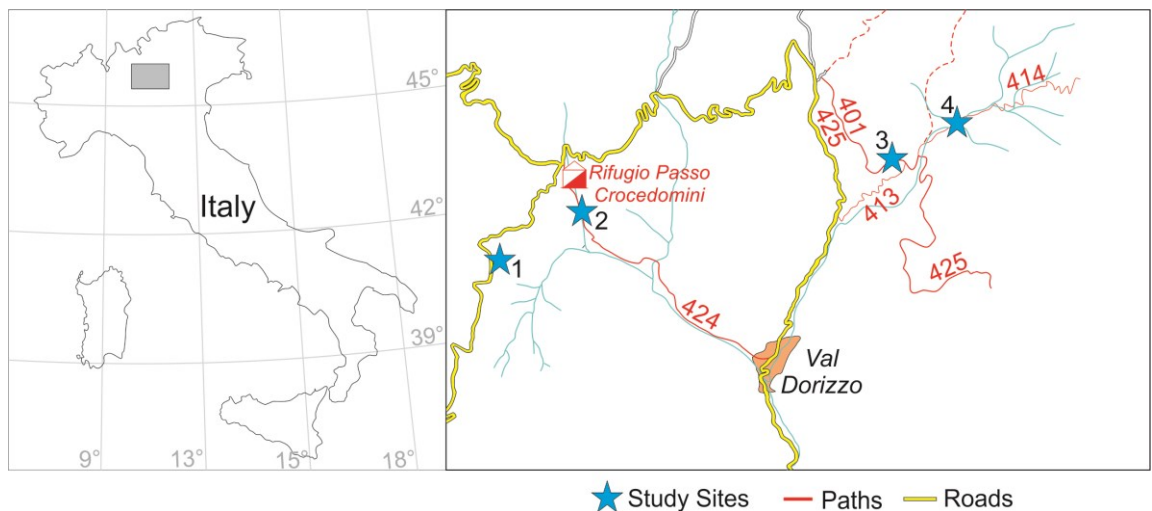 45°
42°
39°
9°
13°
15°
18°
Italy
Rifugio Passo
Crocedomini
1
2
3
4
401
425
413
414
425
424
Val
Dorizzo
Study Sites
Paths
Roads